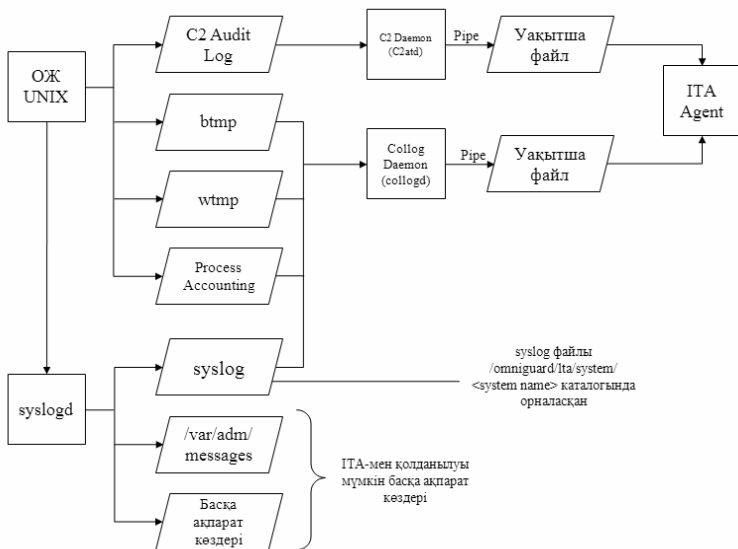 C2 Audit
Log
C2 Daemon
(C2atd)
Pipe
Уақытша
файл
ОЖ
UNIX
ITA
Agent
btmp
Collog
Daemon
(collogd)
Pipe
Уақытша
файл
wtmp
Process
Accounting
syslog
syslog файлы
/omniguard/Ita/system/
<system name> каталогында
орналасқан
syslogd
/var/adm/
messages
ITA-мен қолданылуы
мүмкін басқа ақпарат
көздері
Басқа
ақпарат
көздері